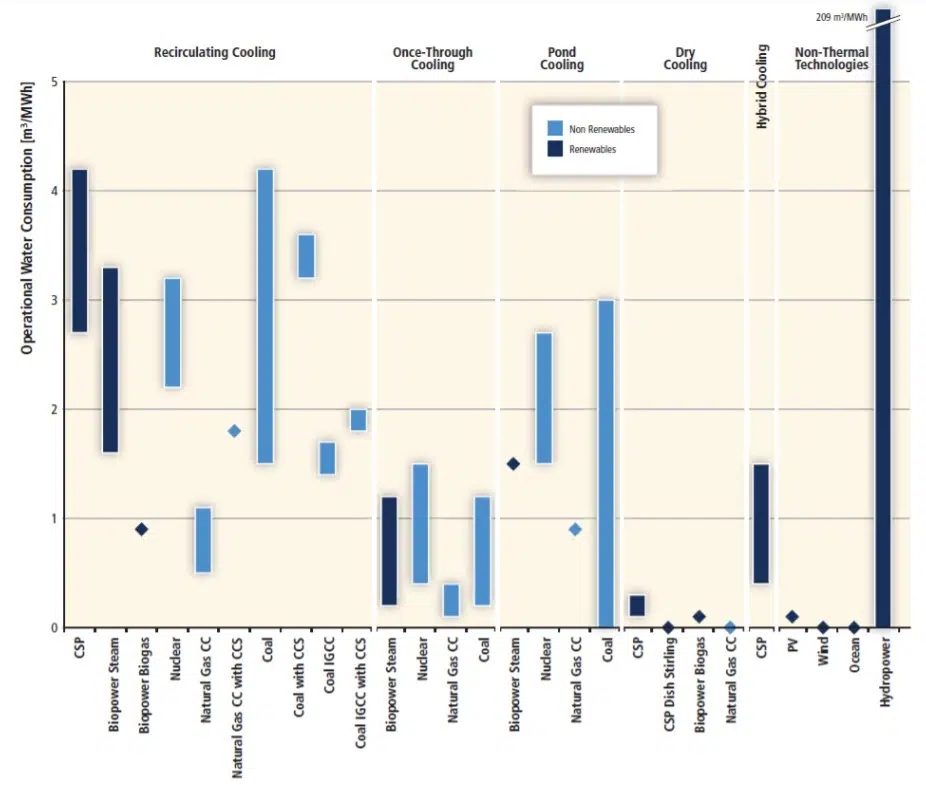 209 m³/MWh
Recirculating Cooling
Once-Through
Cooling
Pond
Cooling
Dry
Cooling
Hybrid Cooling
Non-Thermal
Technologies
Operational Water Consumption [m³/MWh]
5
4
3
2
1
0
Non Renewables
Renewables
CSP
Biopower Steam
Biopower Biogas
Nuclear
Natural Gas CC
Natural Gas CC with CCS
Coal
Coal with CCS
Coal IGCC
Coal IGCC with CCS
Biopower Steam
Nuclear
Natural Gas CC
Coal
Biopower Steam
Nuclear
Natural Gas CC
Coal
CSP
CSP Dish Stirling
Biopower Biogas
Natural Gas CC
CSP
PV
Wind
Ocean
Hydropower